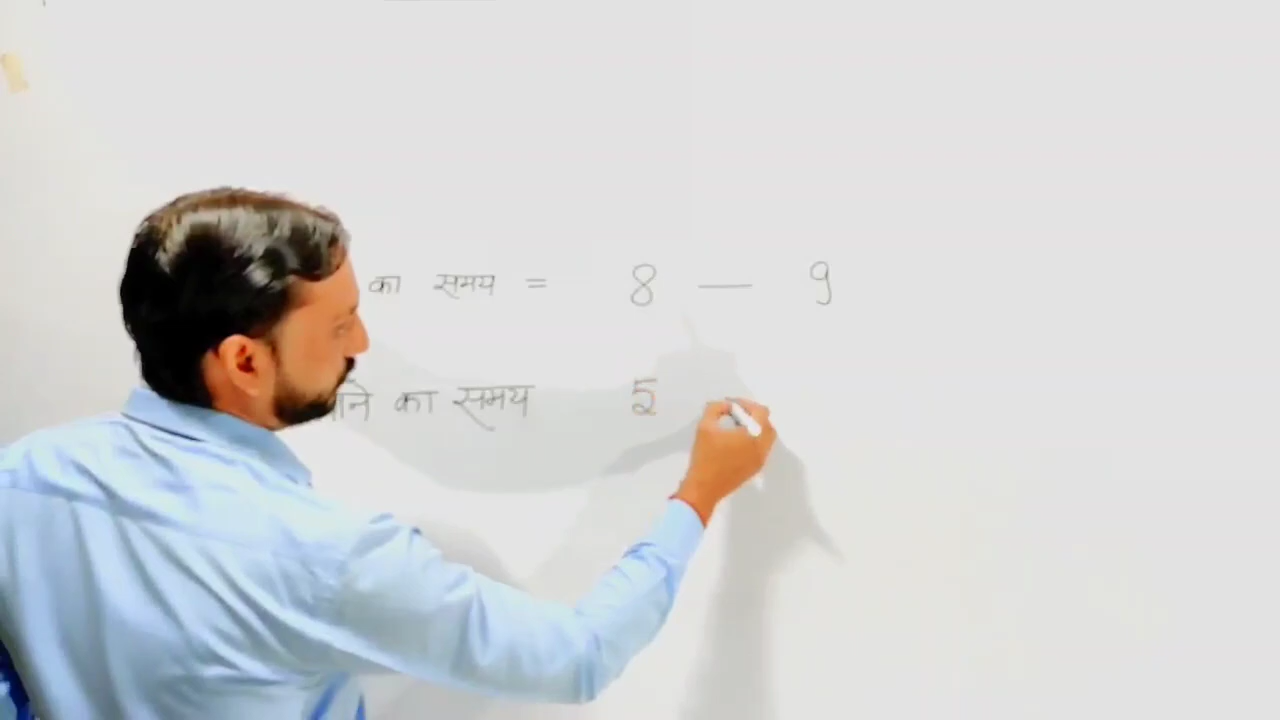 का समय = 8 — 9
का समय 5